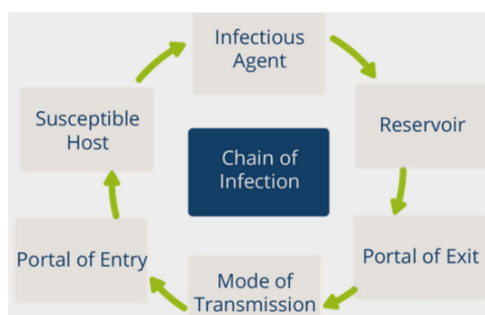 Infectious
Agent
Reservoir
Portal of Exit
Mode of
Transmission
Portal of Entry
Susceptible
Host
Chain of
Infection